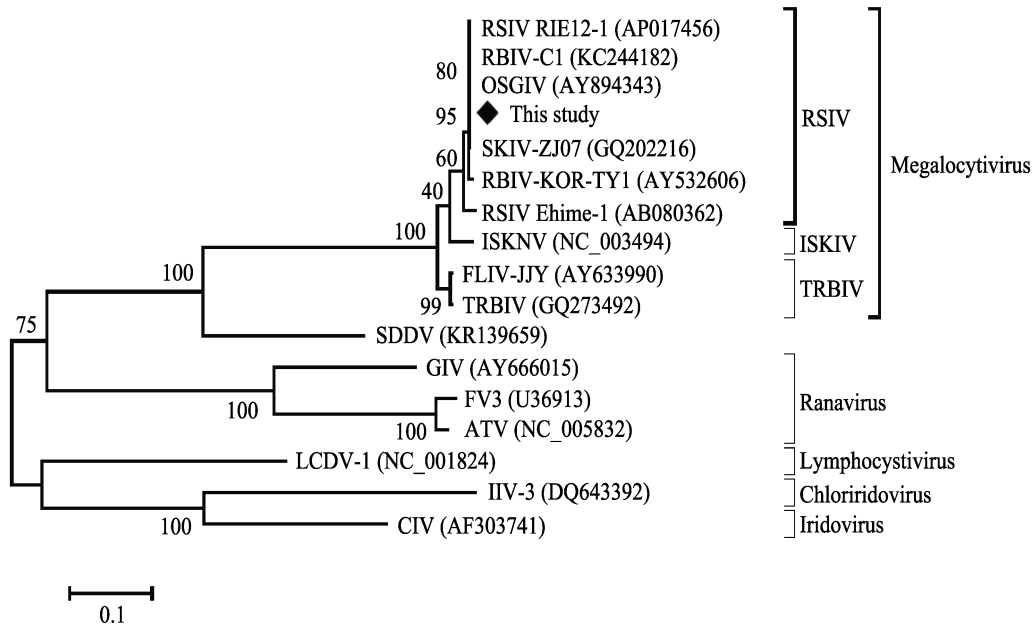 RSIV RIE12-1 (AP017456)
RBIV-C1 (KC244182)
80
OSGIV (AY894343)
95
This study
RSIV
SKIV-ZJ07 (GQ202216)
60
Megalocytivirus
RBIV-KOR-TY1 (AY532606)
40
RSIV Ehime-1 (AB080362)
100
ISKNV (NC_003494)
ISKIV
100
FLIV-JJY (AY633990)
TRBIV
99
TRBIV (GQ273492)
75
SDDV (KR139659)
GIV (AY666015)
FV3 (U36913)
Ranavirus
100
100
ATV (NC_005832)
LCDV-1 (NC_001824)
Lymphocystivirus
IIV-3 (DQ643392)
Chloriridovirus
100
CIV (AF303741)
Iridovirus
0.1